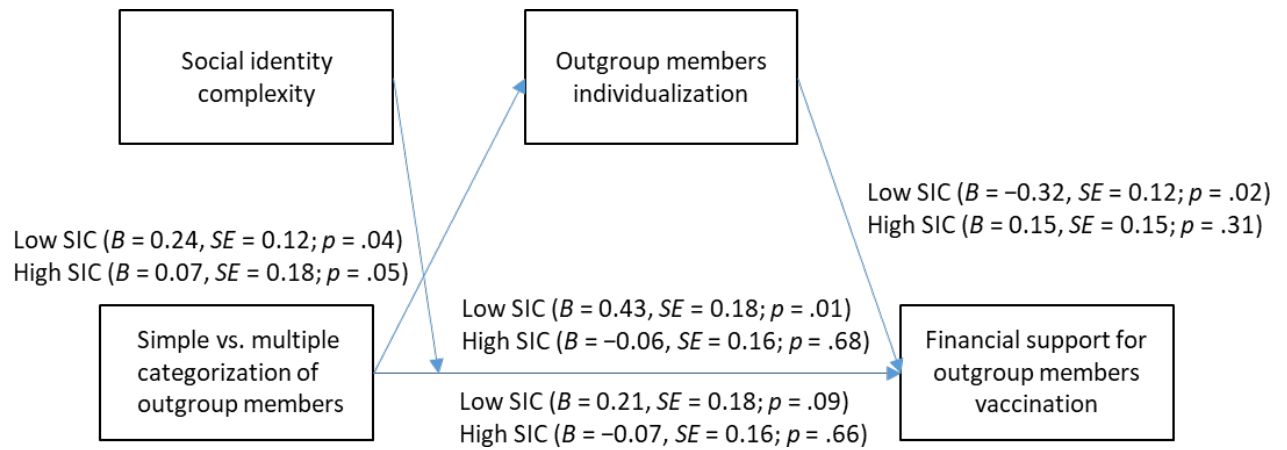 Social identity
complexity
Outgroup members
individualization
Low SIC (B = −0.32, SE = 0.12; p = .02)
High SIC (B = 0.15, SE = 0.15; p = .31)
Low SIC (B = 0.24, SE = 0.12; p = .04)
High SIC (B = 0.07, SE = 0.18; p = .05)
Low SIC (B = 0.43, SE = 0.18; p = .01)
High SIC (B = −0.06, SE = 0.16; p = .68)
Simple vs. multiple
categorization of
outgroup members
Financial support for
outgroup members
vaccination
Low SIC (B = 0.21, SE = 0.18; p = .09)
High SIC (B = -0.07, SE = 0.16; p = .66)